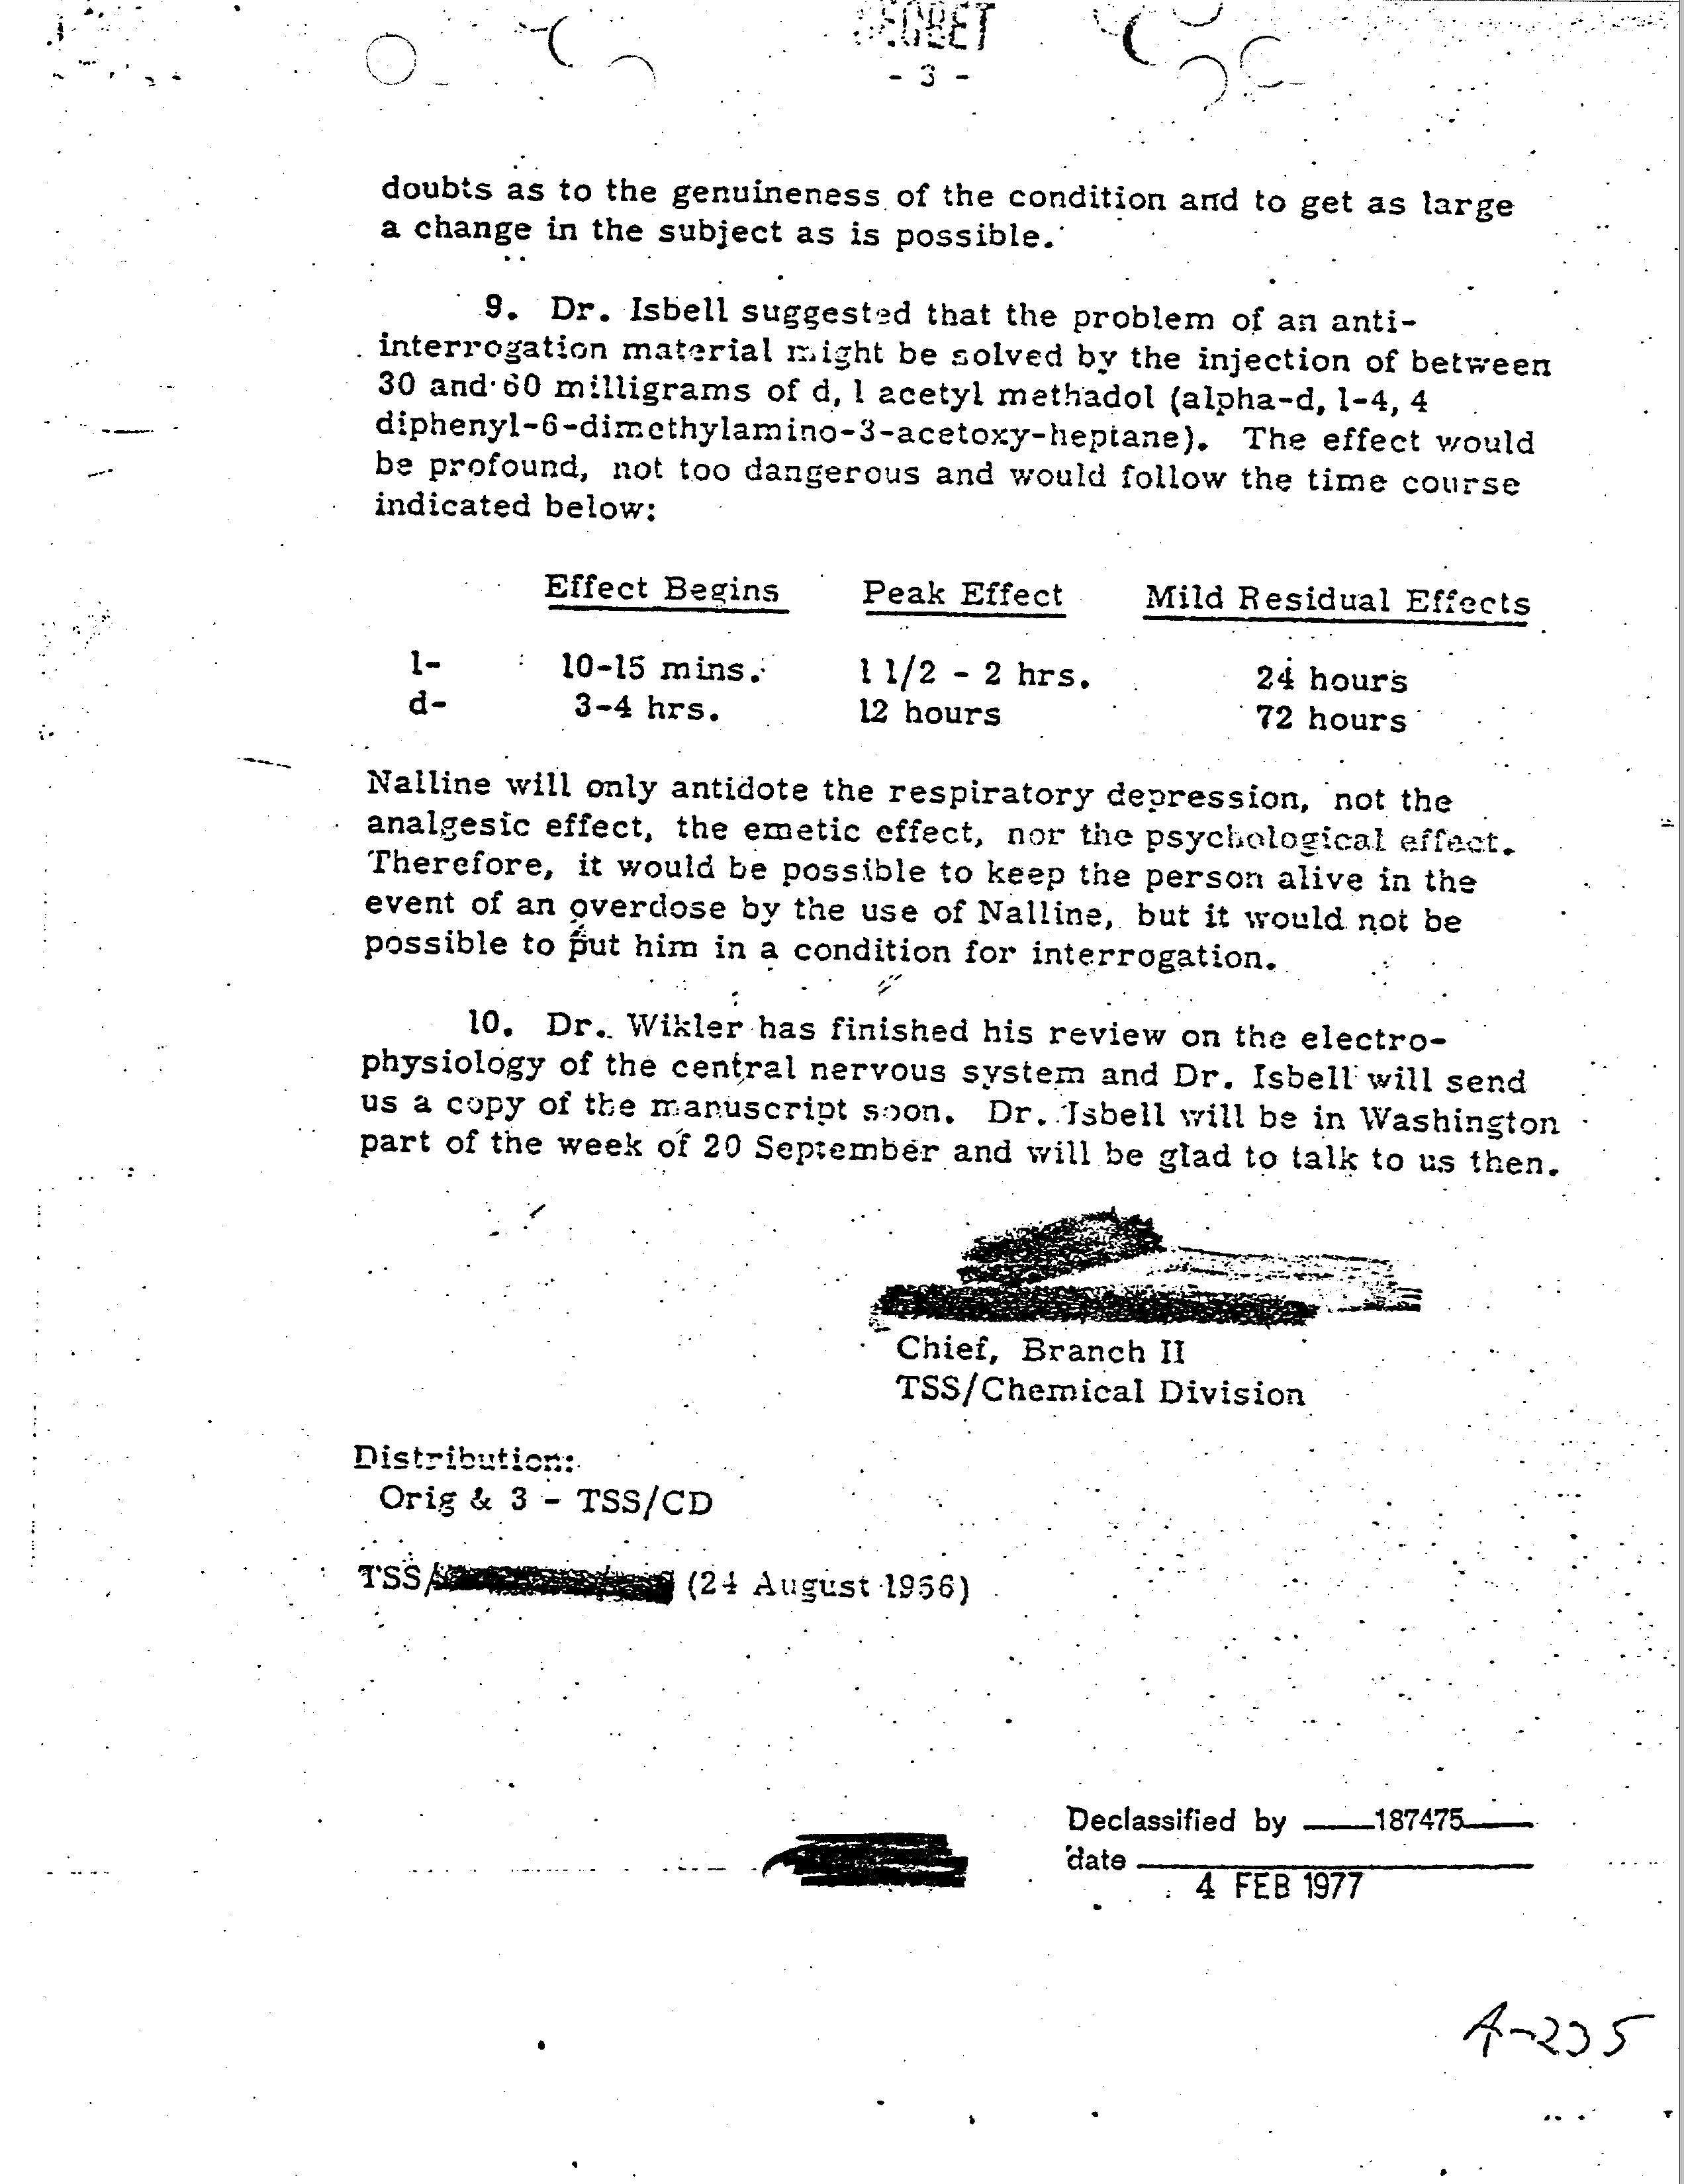 SECRET
- 3 -
doubts as to the genuineness of the condition and to get as large
a change in the subject as is possible.
9. Dr. Isbell suggested that the problem of an anti-
interrogation material might be solved by the injection of between
30 and 60 milligrams of d, l acetyl methadol (alpha-d, l-4, 4
diphenyl-6-dimethylamino-3-acetoxy-heptane). The effect would
be profound, not too dangerous and would follow the time course
indicated below:
Effect Begins Peak Effect Mild Residual Effects
l- 10-15 mins. 1 1/2 - 2 hrs. 24 hours
d- 3-4 hrs. 12 hours 72 hours
Nalline will only antidote the respiratory depression, not the
analgesic effect, the emetic effect, nor the psychological effect.
Therefore, it would be possible to keep the person alive in the
event of an overdose by the use of Nalline, but it would not be
possible to put him in a condition for interrogation.
10. Dr. Wikler has finished his review on the electro-
physiology of the central nervous system and Dr. Isbell will send
us a copy of the manuscript soon. Dr. Isbell will be in Washington
part of the week of 20 September and will be glad to talk to us then.
Chief, Branch II
TSS/Chemical Division
Distribution:
Orig & 3 - TSS/CD
TSS/ (24 August 1956)
Declassified by 187475
date
4 FEB 1977
A-235